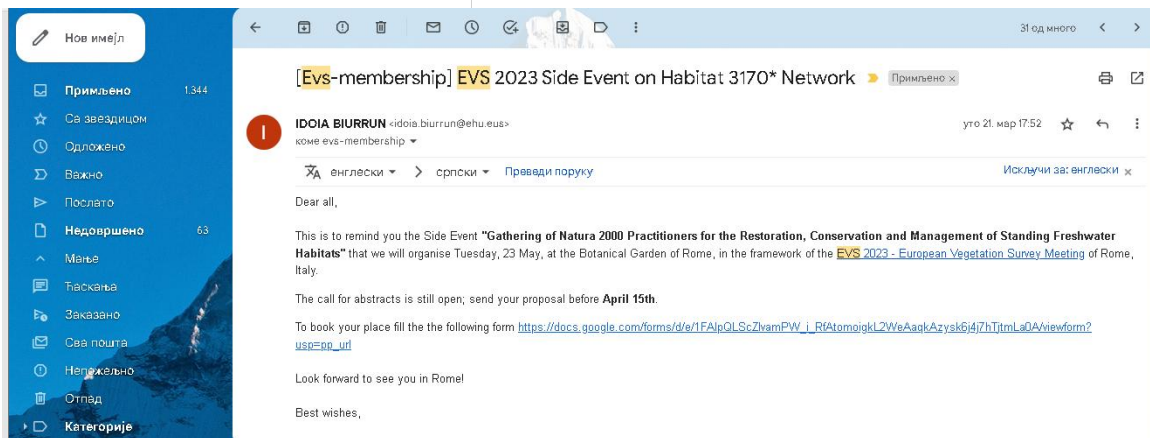 Нов имејл
31 од много
Примљено 1.344
Са звездицом
Одложено
Важно
Послато
Недовршено 63
Мање
Ћаскања
Заказано
Сва пошта
Непожељно
Отпад
Категорије
[Evs-membership] EVS 2023 Side Event on Habitat 3170* Network Примљено x
IDOIA BIURRUN <idoia.biurrun@ehu.eus> уто 21. мар 17:52
коме evs-membership
енглески > српски Преведи поруку Искључи за: енглески x
Dear all,
This is to remind you the Side Event "Gathering of Natura 2000 Practitioners for the Restoration, Conservation and Management of Standing Freshwater
Habitats" that we will organise Tuesday, 23 May, at the Botanical Garden of Rome, in the framework of the EVS 2023 - European Vegetation Survey Meeting of Rome,
Italy.
The call for abstracts is still open; send your proposal before April 15th.
To book your place fill the the following form https://docs.google.com/forms/d/e/1FAIpQLScZlvamPW_i_RfAtomoigkL2WeAaqkAzysk6j4j7hTjtmLa0A/viewform?
usp=pp_url
Look forward to see you in Rome!
Best wishes,